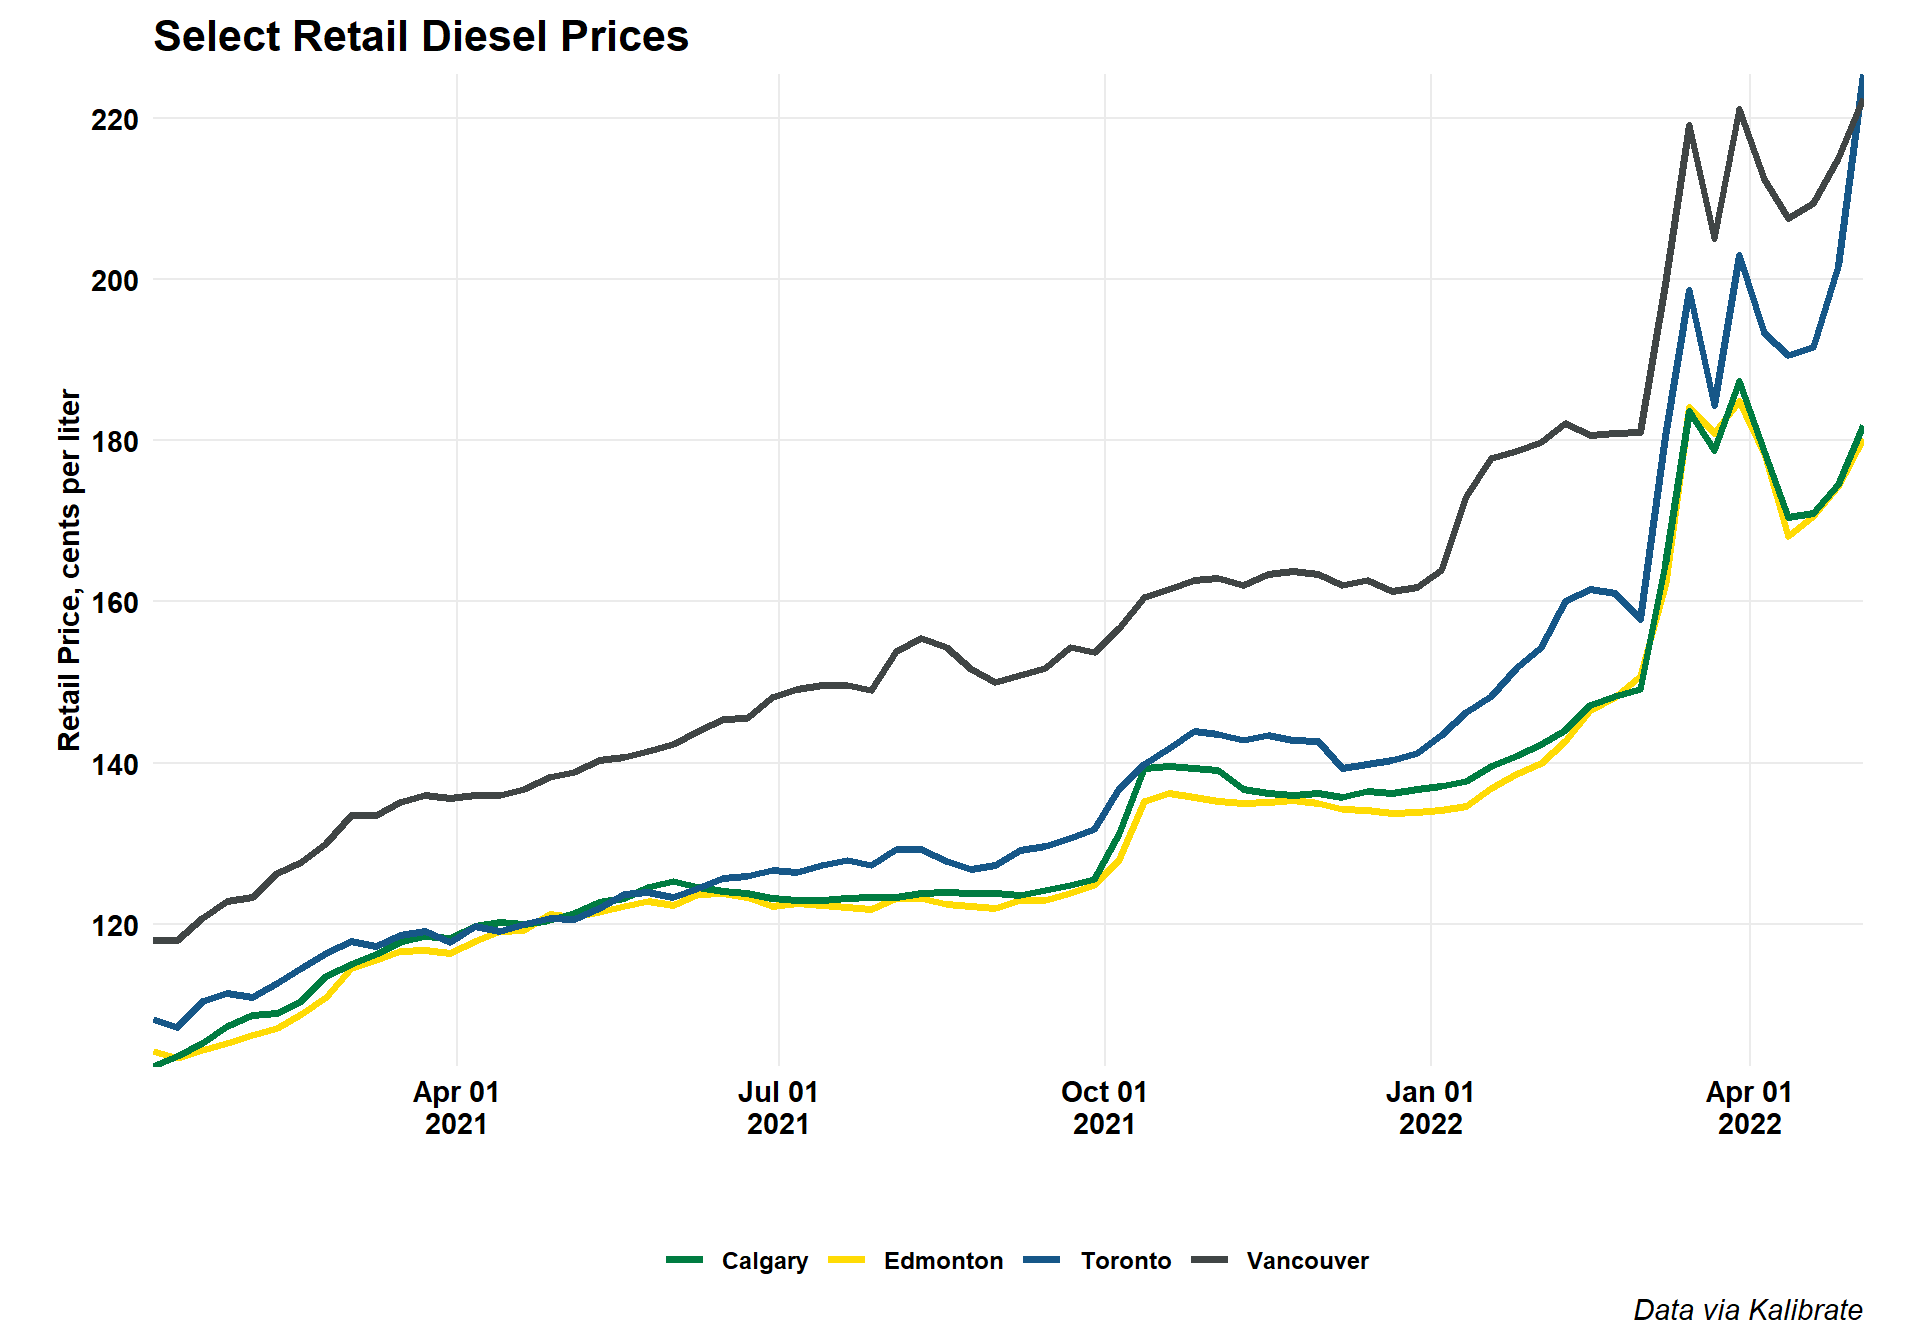 Select Retail Diesel Prices
Retail Price, cents per liter
220
200
180
160
140
120
Apr 01
2021
Jul 01
2021
Oct 01
2021
Jan 01
2022
Apr 01
2022
Calgary
Edmonton
Toronto
Vancouver
Data via Kalibrate